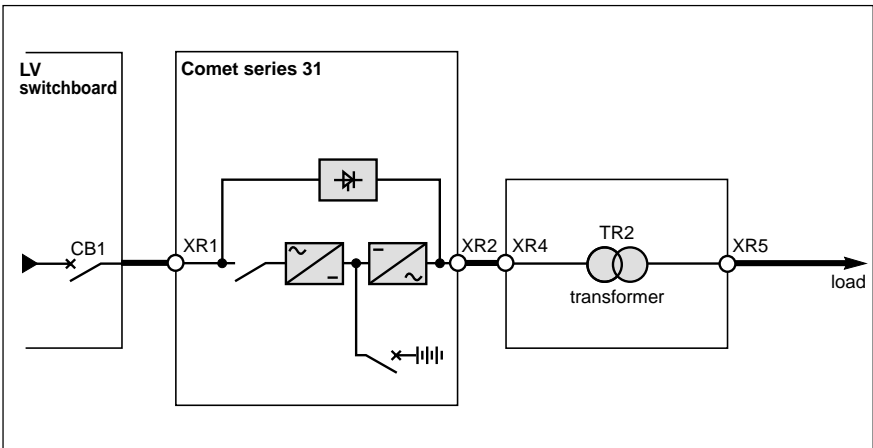 LV
switchboard
Comet series 31
CB1
XR1
XR2
XR4
TR2
XR5
transformer
load